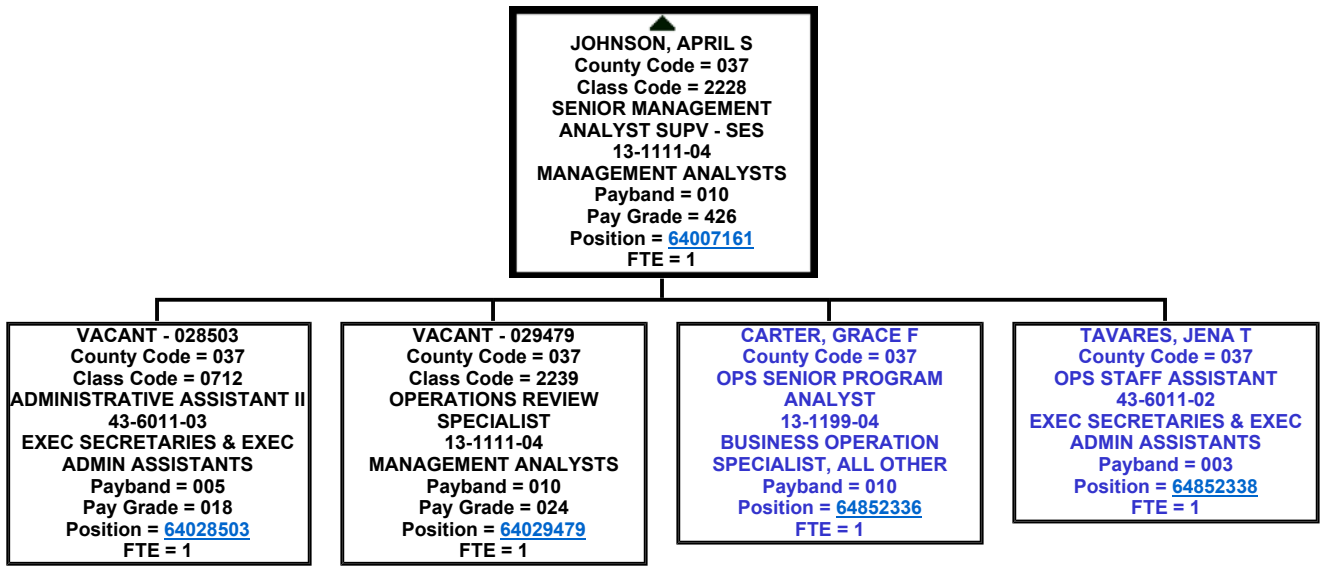 JOHNSON, APRIL S
County Code = 037
Class Code = 2228
SENIOR MANAGEMENT
ANALYST SUPV - SES
13-1111-04
MANAGEMENT ANALYSTS
Payband = 010
Pay Grade = 426
Position = 64007161
FTE = 1
VACANT - 028503
County Code = 037
Class Code = 0712
ADMINISTRATIVE ASSISTANT II
43-6011-03
EXEC SECRETARIES & EXEC
ADMIN ASSISTANTS
Payband = 005
Pay Grade = 018
Position = 64028503
FTE = 1
VACANT - 029479
County Code = 037
Class Code = 2239
OPERATIONS REVIEW
SPECIALIST
13-1111-04
MANAGEMENT ANALYSTS
Payband = 010
Pay Grade = 024
Position = 64029479
FTE = 1
CARTER, GRACE F
County Code = 037
OPS SENIOR PROGRAM
ANALYST
13-1199-04
BUSINESS OPERATION
SPECIALIST, ALL OTHER
Payband = 010
Position = 64852336
FTE = 1
TAVARES, JENA T
County Code = 037
OPS STAFF ASSISTANT
43-6011-02
EXEC SECRETARIES & EXEC
ADMIN ASSISTANTS
Payband = 003
Position = 64852338
FTE = 1